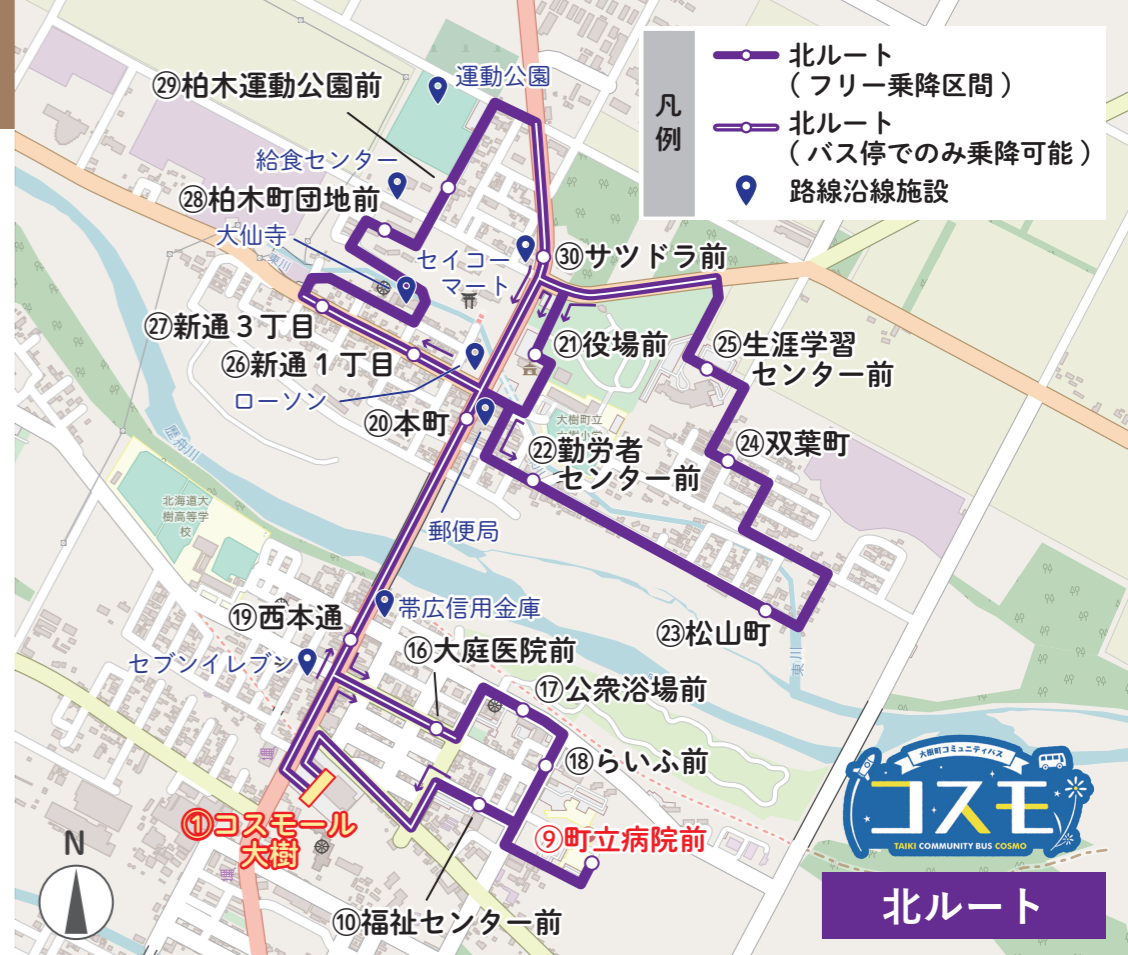 凡
例
北ルート
( フリー乗降区間 )
北ルート
( バス停でのみ乗降可能 )
路線沿線施設
㉙柏木運動公園前
運動公園
給食センター
㉘柏木町団地前
大仙寺
東川
セイコー
マート
㉚サツドラ前
㉗新通３丁目
㉖新通１丁目
ローソン
㉑役場前
㉕生涯学習
センター前
⑳本町
大樹町立
㉒勤労者
センター前
㉔双葉町
歴舟川
北海道大
樹高等学
校
郵便局
帯広信用金庫
⑲西本通
㉓松山町
東川
セブンイレブン
⑯大庭医院前
⑰公衆浴場前
⑱らいふ前
①コスモール
大樹
⑨町立病院前
⑩福祉センター前
N
大樹町コミュニティバス
コスモ
TAIKI COMMUNITY BUS COSMO
北ルート